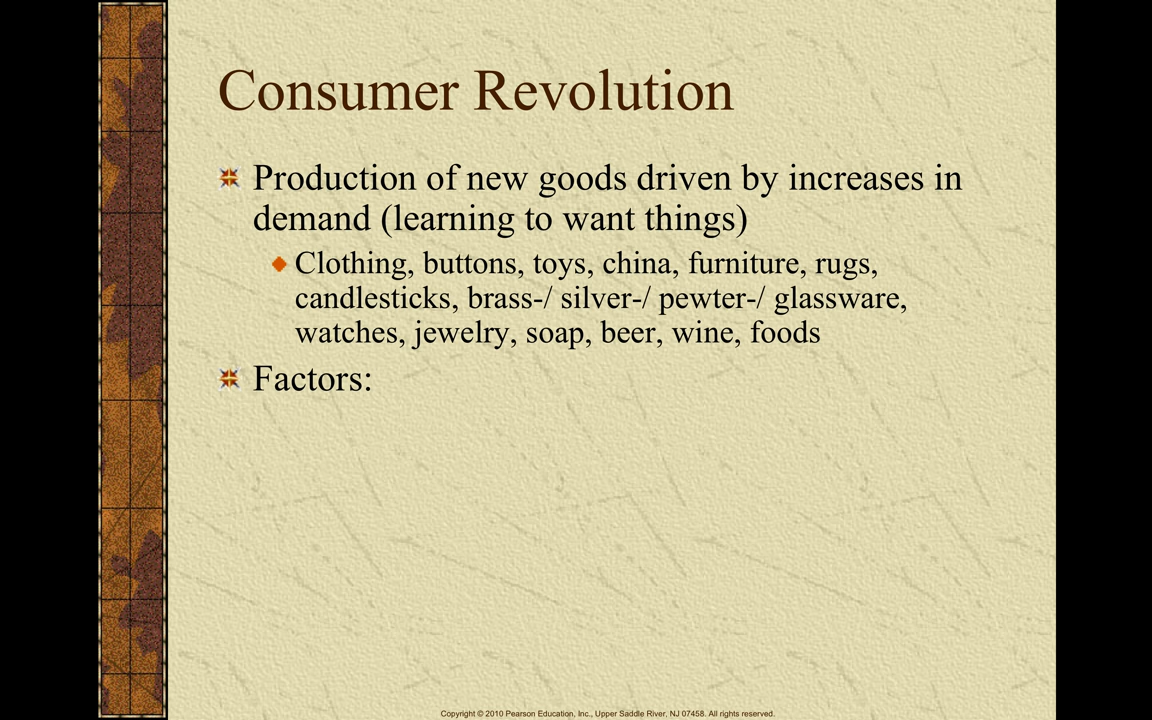 Consumer Revolution
Production of new goods driven by increases in
demand (learning to want things)
Clothing, buttons, toys, china, furniture, rugs,
candlesticks, brass-/ silver-/ pewter-/ glassware,
watches, jewelry, soap, beer, wine, foods
Factors:
Copyright © 2010 Pearson Education, Inc., Upper Saddle River, NJ 07458. All rights reserved.